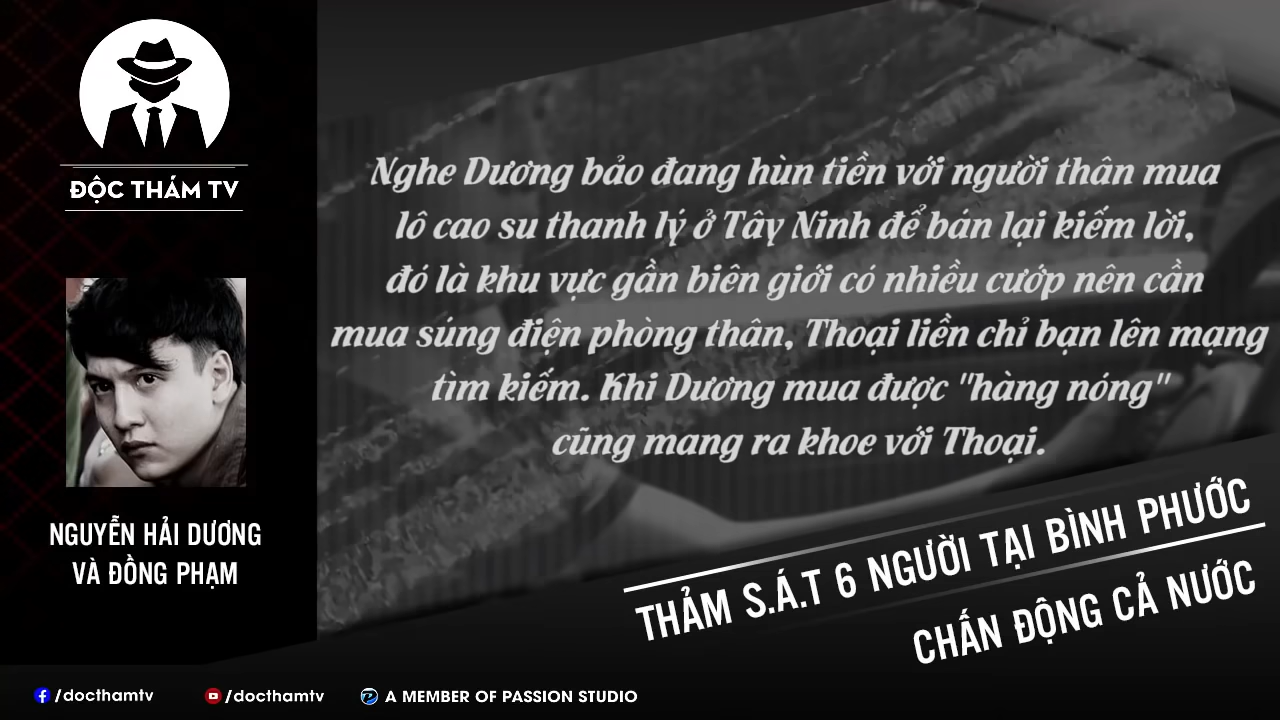 ĐỘC THÁM TV
NGUYỄN HẢI DƯƠNG
VÀ ĐỒNG PHẠM
Nghe Dương bảo đang hùn tiền với người thân mua
lô cao su thanh lý ở Tây Ninh để bán lại kiếm lời,
đó là khu vực gần biên giới có nhiều cướp nên cần
mua súng điện phòng thân, Thoại liền chỉ bạn lên mạng
tìm kiếm. Khi Dương mua được "hàng nóng"
cũng mang ra khoe với Thoại.
THẢM S.Á.T 6 NGƯỜI TẠI BÌNH PHƯỚC
CHẤN ĐỘNG CẢ NƯỚC
/docthamtv
/docthamtv
A MEMBER OF PASSION STUDIO